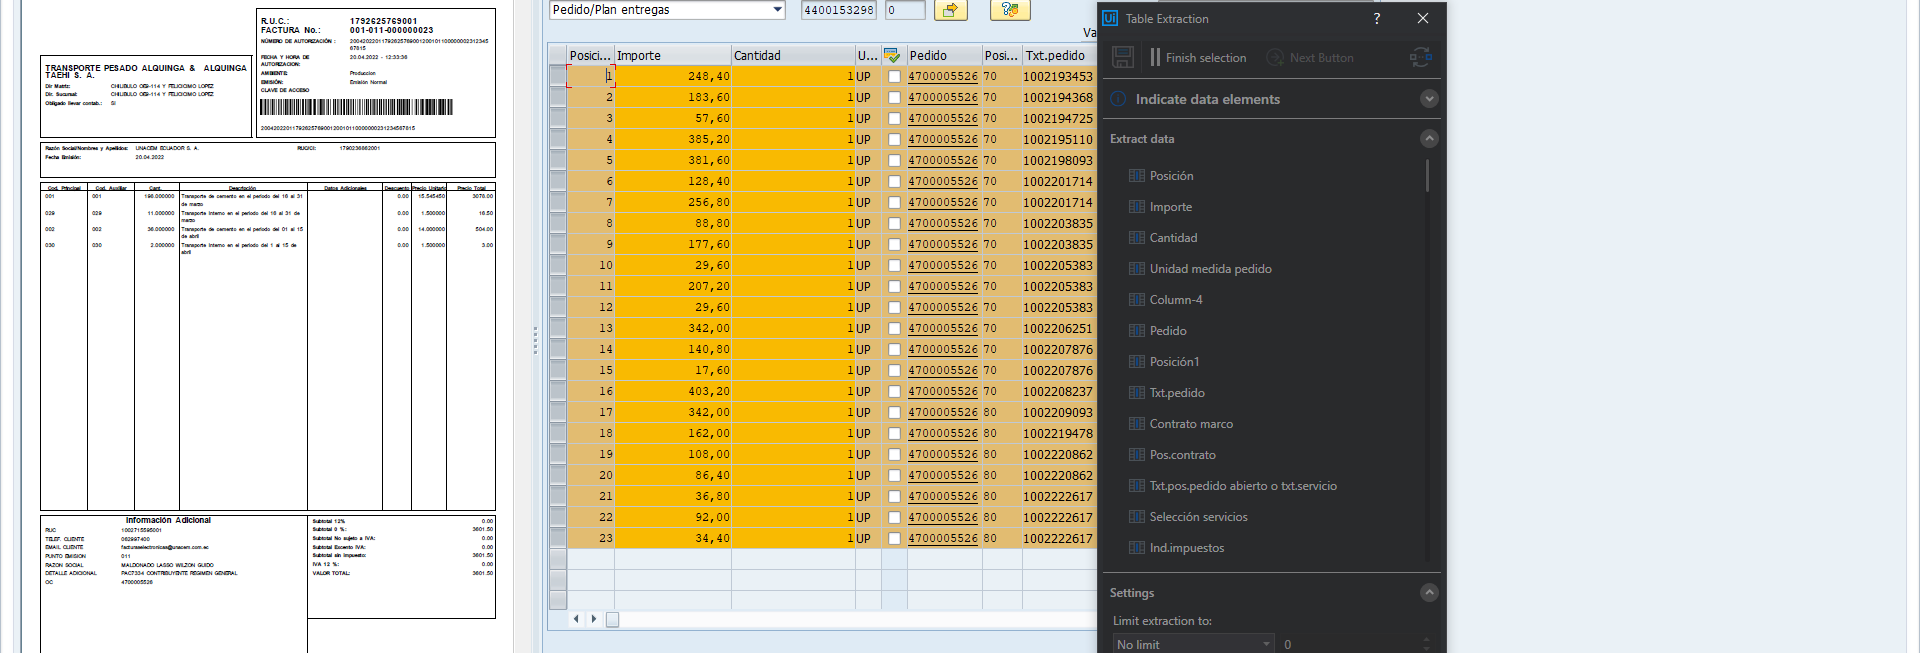 R.U.C.: 1792625769001
FACTURA No.: 001-011-000000023
NÚMERO DE AUTORIZACIÓN : 20042022011792625769001200101100000002312345
67815
FECHA Y HORA DE AUTORIZACION: 20.04.2022 - 12:33:36
AMBIENTE: Produccion
EMISIÓN: Emisión Normal
CLAVE DE ACCESO
2004202201179262576900120010110000000231234567815
TRANSPORTE PESADO ALQUINGA & ALQUINGA
TAEHI S. A.
Dir Matriz: CHILIBULO OE9-114 Y FELICICIMO LOPEZ
Dir. Sucursal: CHILIBULO OE9-114 Y FELICICIMO LOPEZ
Obligado llevar contab.: SI
Razón Social/Nombres y Apellidos: UNACEM ECUADOR S. A. RUC/CI: 1790236862001
Fecha Emisión: 20.04.2022
Cod. Principal Cod. Auxiliar Cant. Descripción Datos Adicionales Descuento Precio Unitario Precio Total
001 001 198.000000 Transporte de cemento en el periodo del 16 al 31 de marzo 0.00 15.545450 3078.00
029 029 11.000000 Transporte interno en el periodo del 16 al 31 de marzo 0.00 1.500000 16.50
002 002 36.000000 Transporte de cemento en el periodo del 01 al 15 de abril 0.00 14.000000 504.00
030 030 2.000000 Transporte interno en el periodo del 1 al 15 de abril 0.00 1.500000 3.00
Información Adicional
RUC 1002715595001
TELEF. CLIENTE 062997400
EMAIL CLIENTE facturaselectronicas@unacem.com.ec
PUNTO EMISION 011
RAZON SOCIAL MALDONADO LASSO WILZON GUIDO
DETALLE ADICIONAL PAC7334 CONTRIBUYENTE REGIMEN GENERAL
OC 4700005526
Subtotal 12% 0.00
Subtotal 0 %: 3601.50
Subtotal No sujeto a IVA: 0.00
Subtotal Excento IVA: 0.00
Subtotal sin Impuesto: 3601.50
IVA 12 %: 0.00
VALOR TOTAL: 3601.50
Pedido/Plan entregas 4400153298 0
Va
Posici... Importe Cantidad U... Pedido Posi... Txt.pedido
1 248,40 1 UP 4700005526 70 1002193453
2 183,60 1 UP 4700005526 70 1002194368
3 57,60 1 UP 4700005526 70 1002194725
4 385,20 1 UP 4700005526 70 1002195110
5 381,60 1 UP 4700005526 70 1002198093
6 128,40 1 UP 4700005526 70 1002201714
7 256,80 1 UP 4700005526 70 1002201714
8 88,80 1 UP 4700005526 70 1002203835
9 177,60 1 UP 4700005526 70 1002203835
10 29,60 1 UP 4700005526 70 1002205383
11 207,20 1 UP 4700005526 70 1002205383
12 29,60 1 UP 4700005526 70 1002205383
13 342,00 1 UP 4700005526 70 1002206251
14 140,80 1 UP 4700005526 70 1002207876
15 17,60 1 UP 4700005526 70 1002207876
16 403,20 1 UP 4700005526 70 1002208237
17 342,00 1 UP 4700005526 80 1002209093
18 162,00 1 UP 4700005526 80 1002219478
19 108,00 1 UP 4700005526 80 1002220862
20 86,40 1 UP 4700005526 80 1002220862
21 36,80 1 UP 4700005526 80 1002222617
22 92,00 1 UP 4700005526 80 1002222617
23 34,40 1 UP 4700005526 80 1002222617
Ui Table Extraction ?
Finish selection Next Button
Indicate data elements
Extract data
Posición
Importe
Cantidad
Unidad medida pedido
Column-4
Pedido
Posición1
Txt.pedido
Contrato marco
Pos.contrato
Txt.pos.pedido abierto o txt.servicio
Selección servicios
Ind.impuestos
Settings
Limit extraction to:
No limit 0